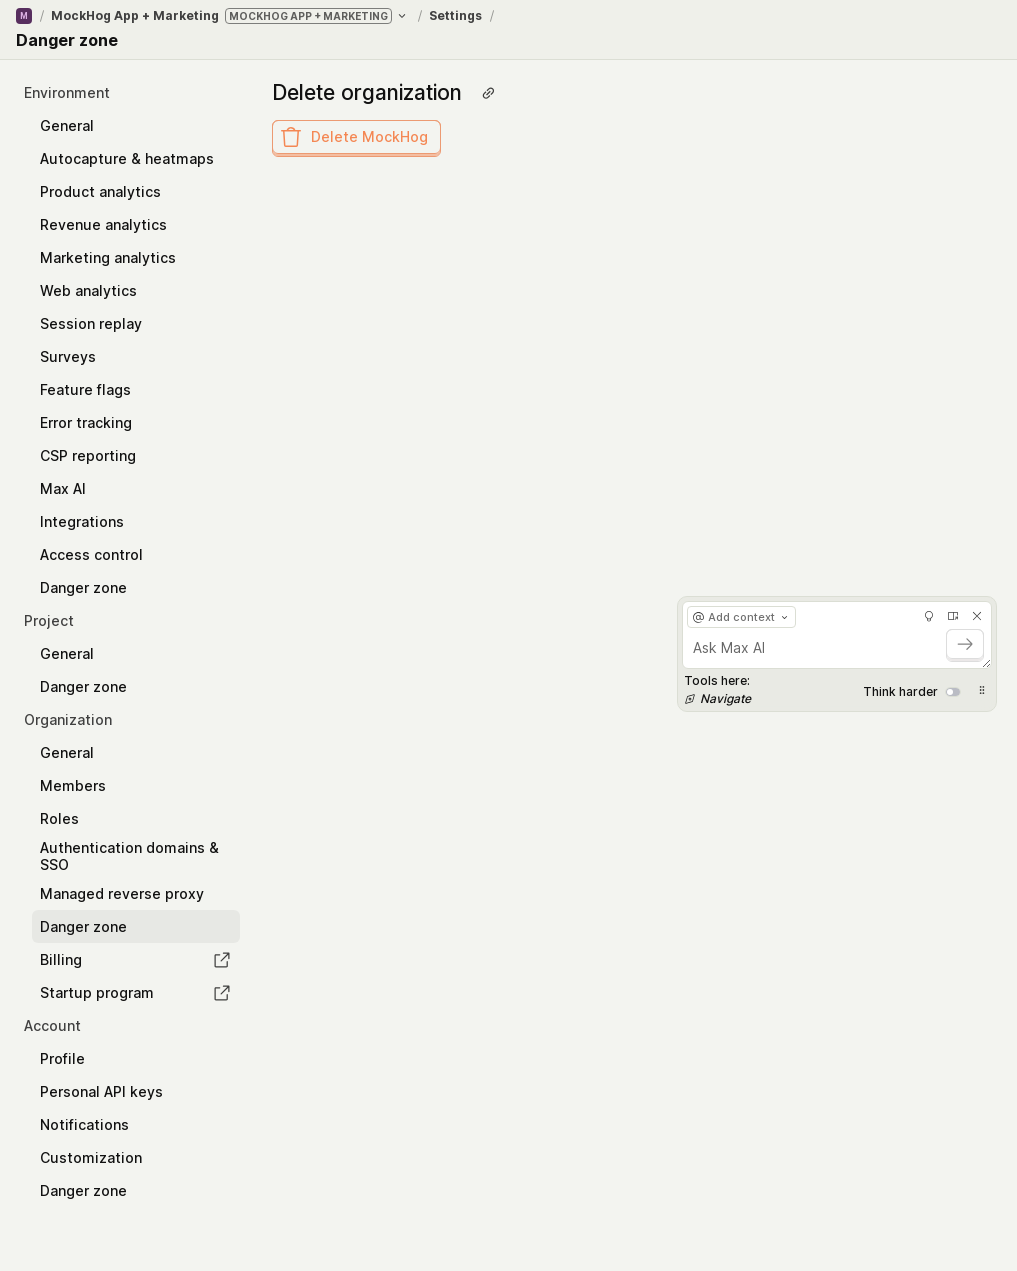 M / MockHog App + Marketing MOCKHOG APP + MARKETING / Settings /
Danger zone
Environment
General
Autocapture & heatmaps
Product analytics
Revenue analytics
Marketing analytics
Web analytics
Session replay
Surveys
Feature flags
Error tracking
CSP reporting
Max AI
Integrations
Access control
Danger zone
Project
General
Danger zone
Organization
General
Members
Roles
Authentication domains &
SSO
Managed reverse proxy
Danger zone
Billing
Startup program
Account
Profile
Personal API keys
Notifications
Customization
Danger zone
Delete organization
Delete MockHog
@ Add context
Ask Max AI
Tools here:
Navigate
Think harder